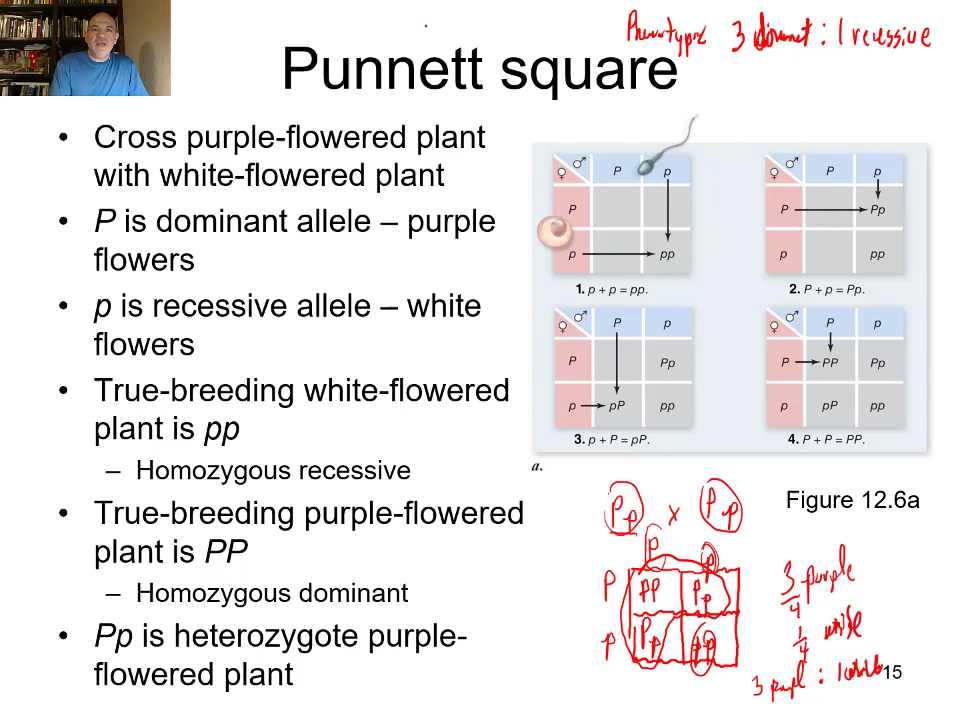 Phenotypic 3 dominant : 1 recessive
Punnett square
• Cross purple-flowered plant
with white-flowered plant
• P is dominant allele – purple
flowers
• p is recessive allele – white
flowers
• True-breeding white-flowered
plant is pp
– Homozygous recessive
• True-breeding purple-flowered
plant is PP
– Homozygous dominant
• Pp is heterozygote purple-
flowered plant
♀ ♂ P p
P
p pp
1. p + p = pp.
♀ ♂ P p
P Pp
p pp
2. P + p = Pp.
♀ ♂ P p
P Pp
p pP pp
3. p + P = pP.
♀ ♂ P p
P PP Pp
p pP pp
4. P + P = PP.
a.
Figure 12.6a
Pp x Pp
P p
P PP Pp
p Pp pp
3/4 purple
1/4 white
3 purpl : 1 white
15